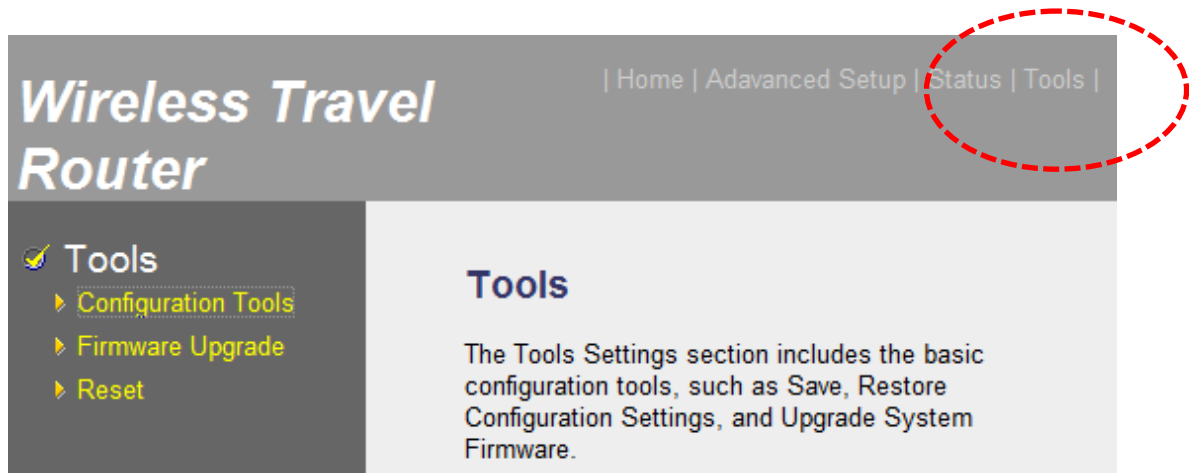 Wireless Travel
Router
| Home | Adavanced Setup | Status | Tools |
Tools
Configuration Tools
Firmware Upgrade
Reset
Tools
The Tools Settings section includes the basic
configuration tools, such as Save, Restore
Configuration Settings, and Upgrade System
Firmware.